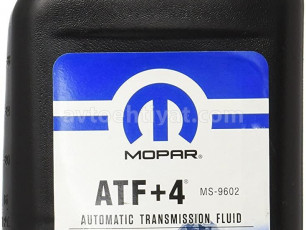 MOPAR®
ATF+4® MS-9602
AUTOMATIC TRANSMISSION FLUID